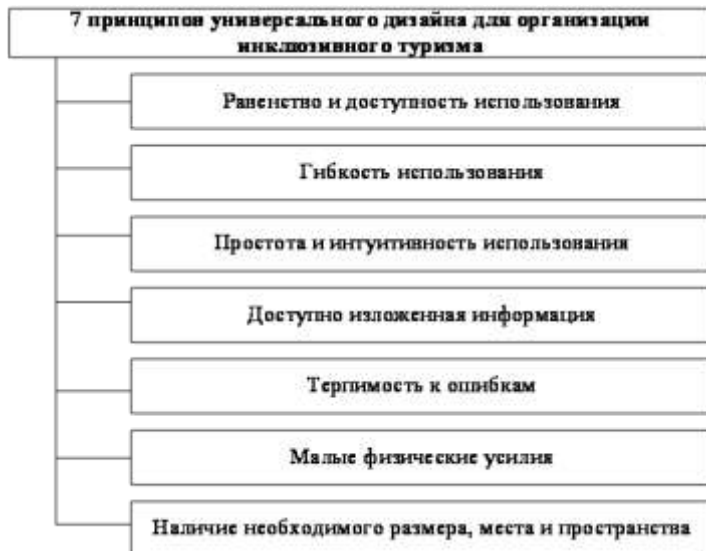 7 принципов универсального дизайна для организации
инклюзивного туризма
Равенство и доступность использования
Гибкость использования
Простота и интуитивность использования
Доступно изложенная информация
Терпимость к ошибкам
Малые физические усилия
Наличие необходимого размера, места и пространства